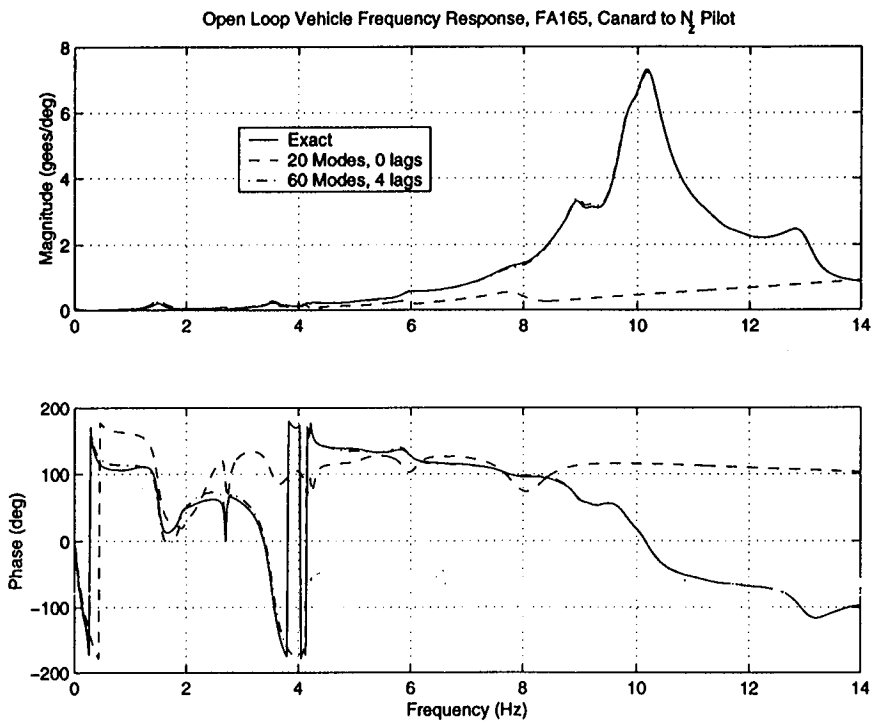 Open Loop Vehicle Frequency Response, FA165, Canard to Nz Pilot
8
6
4
2
0
Magnitude (gees/deg)
Exact
20 Modes, 0 lags
60 Modes, 4 lags
0 2 4 6 8 10 12 14
200
100
0
−100
−200
Phase (deg)
0 2 4 6 8 10 12 14
Frequency (Hz)